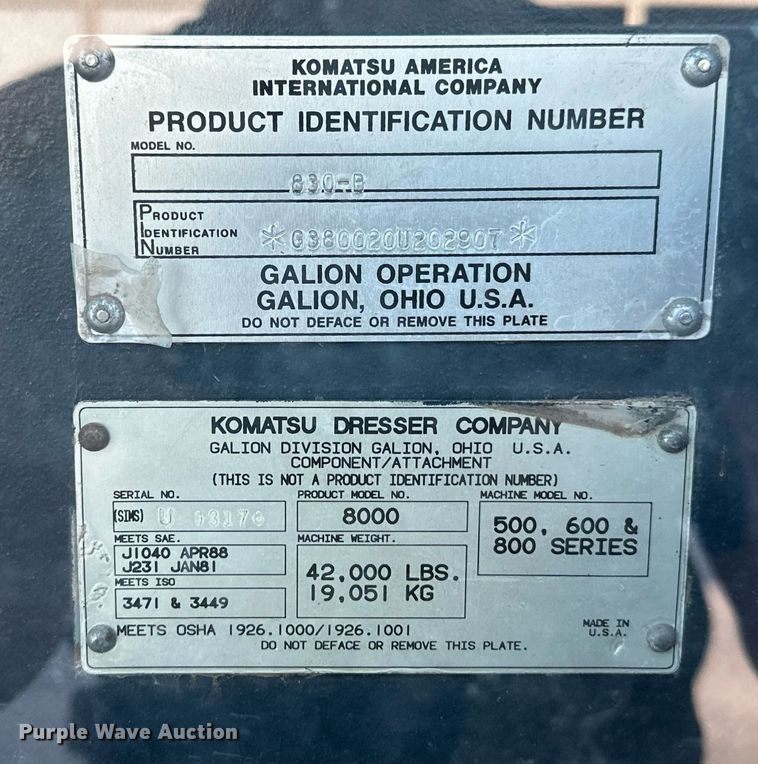 KOMATSU AMERICA
INTERNATIONAL COMPANY
PRODUCT IDENTIFICATION NUMBER
MODEL NO.
830-B
PRODUCT
IDENTIFICATION
NUMBER
*G380020U202907*
GALION OPERATION
GALION, OHIO U.S.A.
DO NOT DEFACE OR REMOVE THIS PLATE
KOMATSU DRESSER COMPANY
GALION DIVISION GALION, OHIO U.S.A.
COMPONENT/ATTACHMENT
(THIS IS NOT A PRODUCT IDENTIFICATION NUMBER)
SERIAL NO.
(SIMS) U
PRODUCT MODEL NO.
8000
MACHINE MODEL NO.
500, 600 &
800 SERIES
MEETS SAE.
J1040 APR88
J231 JAN81
MACHINE WEIGHT.
42,000 LBS.
19,051 KG
MEETS ISO
3471 & 3449
MEETS OSHA 1926.1000/1926.1001
MADE IN
U.S.A.
DO NOT DEFACE OR REMOVE THIS PLATE.
Purple Wave Auction